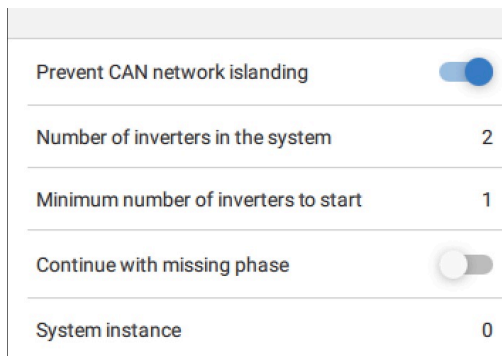 Prevent CAN network islanding
Number of inverters in the system 2
Minimum number of inverters to start 1
Continue with missing phase
System instance 0